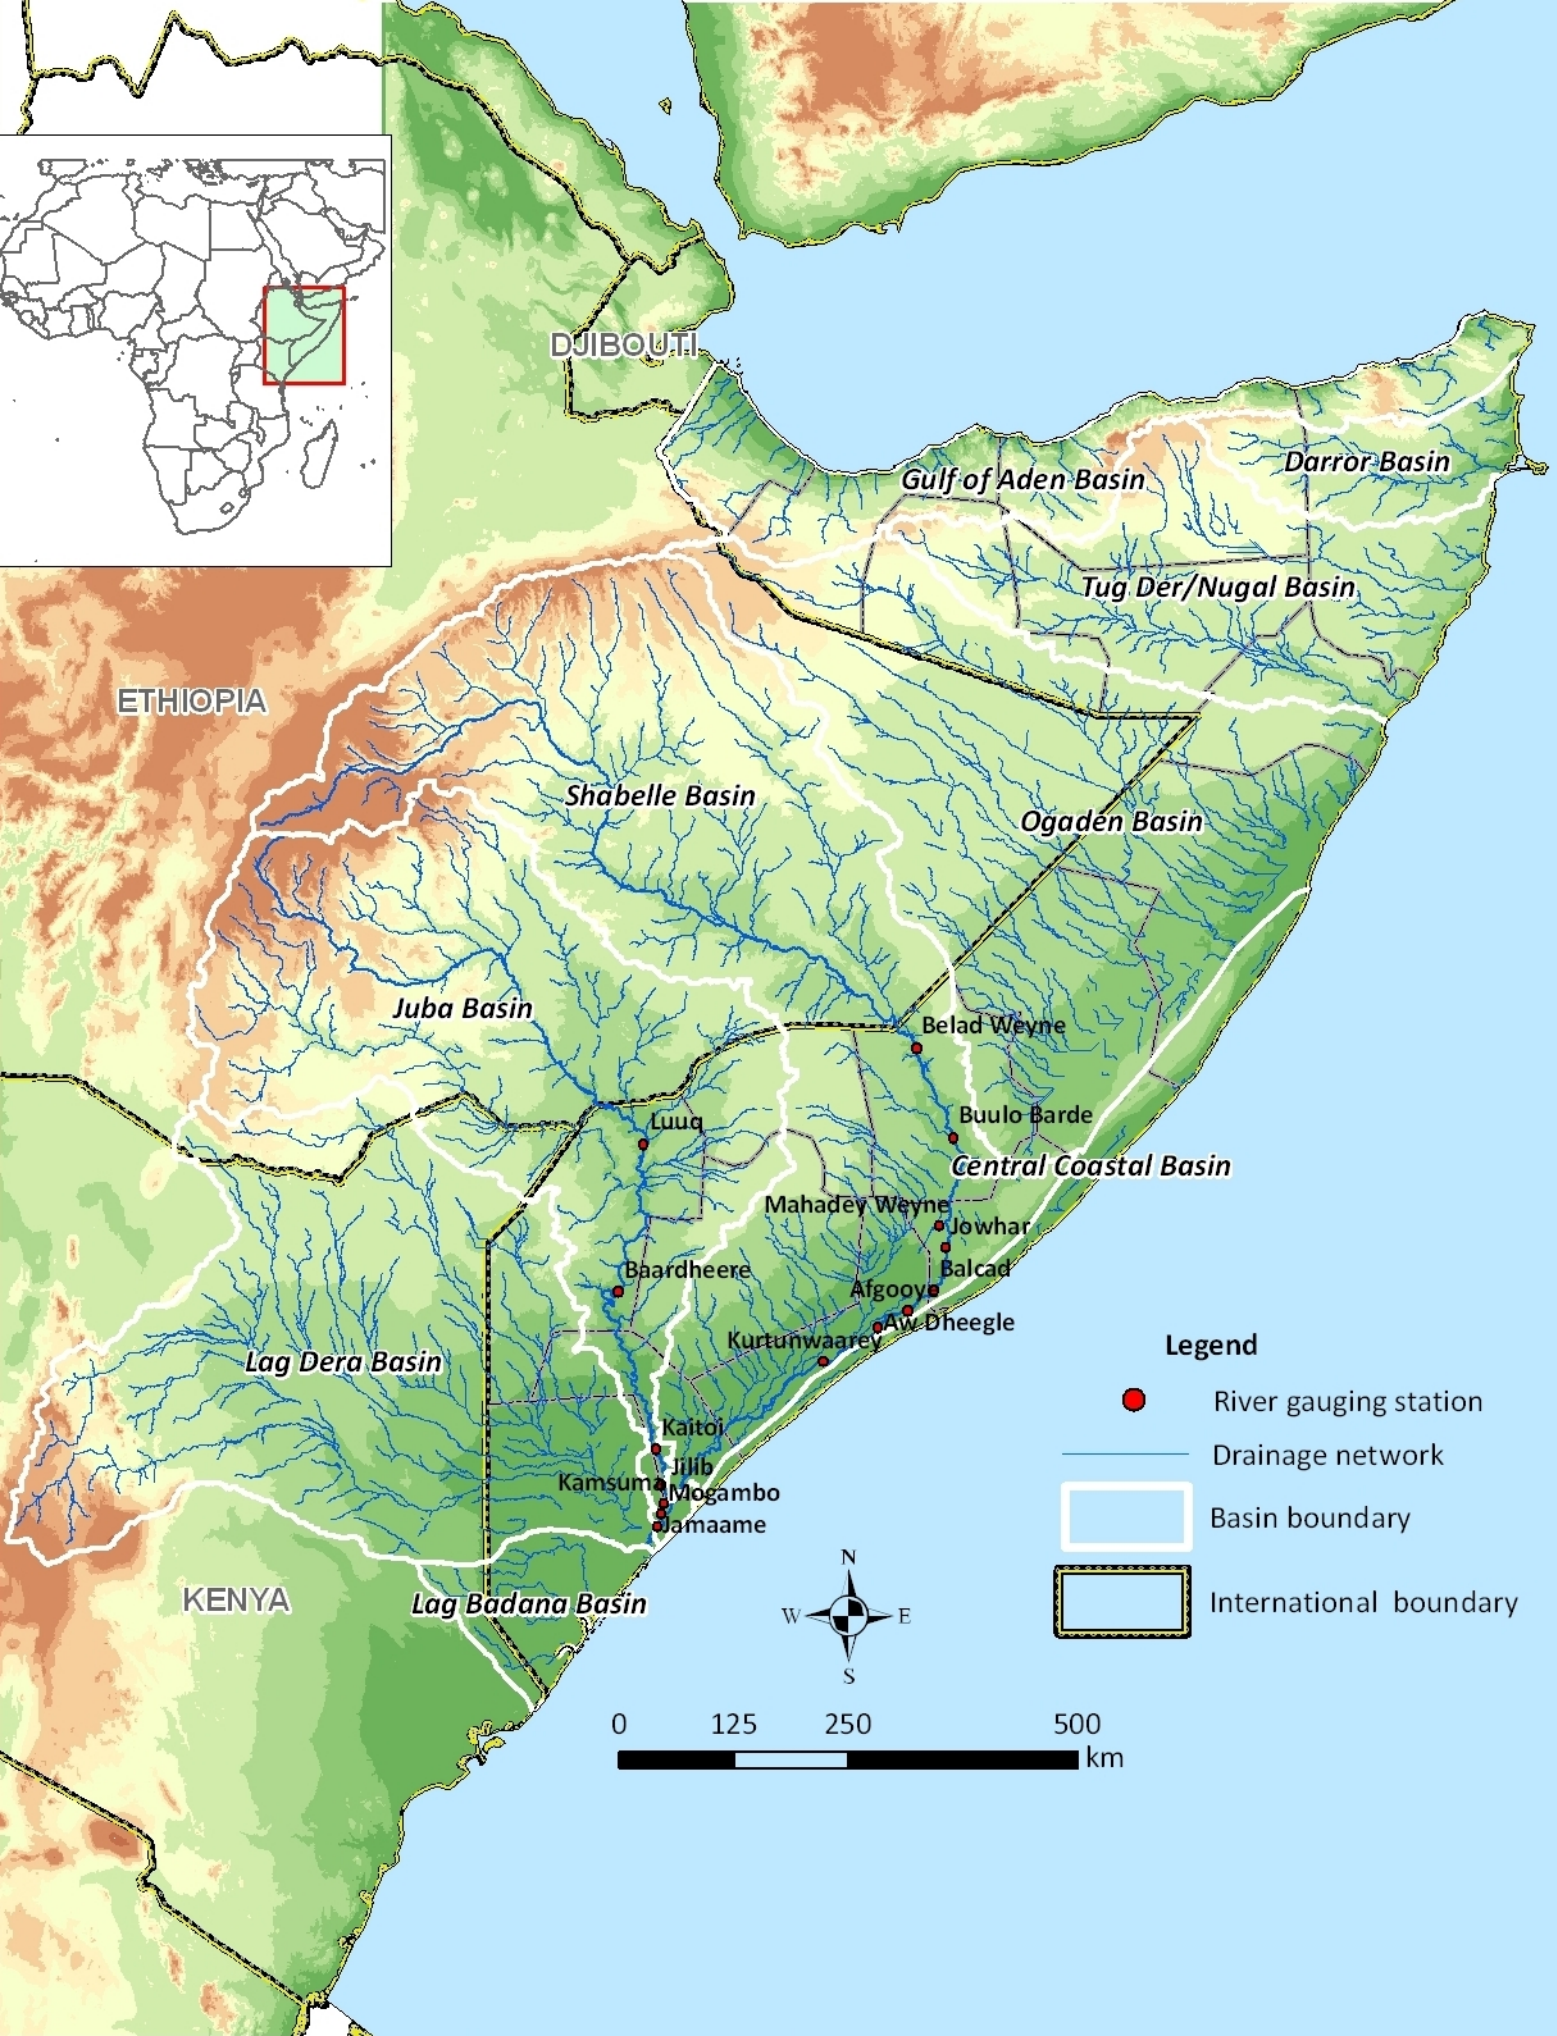 DJIBOUTI
Gulf of Aden Basin
Darror Basin
Tug Der/Nugal Basin
ETHIOPIA
Shabelle Basin
Ogaden Basin
Juba Basin
Belad Weyne
Buulo Barde
Luuq
Central Coastal Basin
Mahadey Weyne
Jowhar
Baardheere
Balcad
Afgooye
Aw Dheegle
Kurtunwaarey
Lag Dera Basin
Kaitoi
Jilib
Kamsuma
Mogambo
Jamaame
KENYA
Lag Badana Basin
Legend
River gauging station
Drainage network
Basin boundary
International boundary
N
W
E
S
0 125 250 500
km